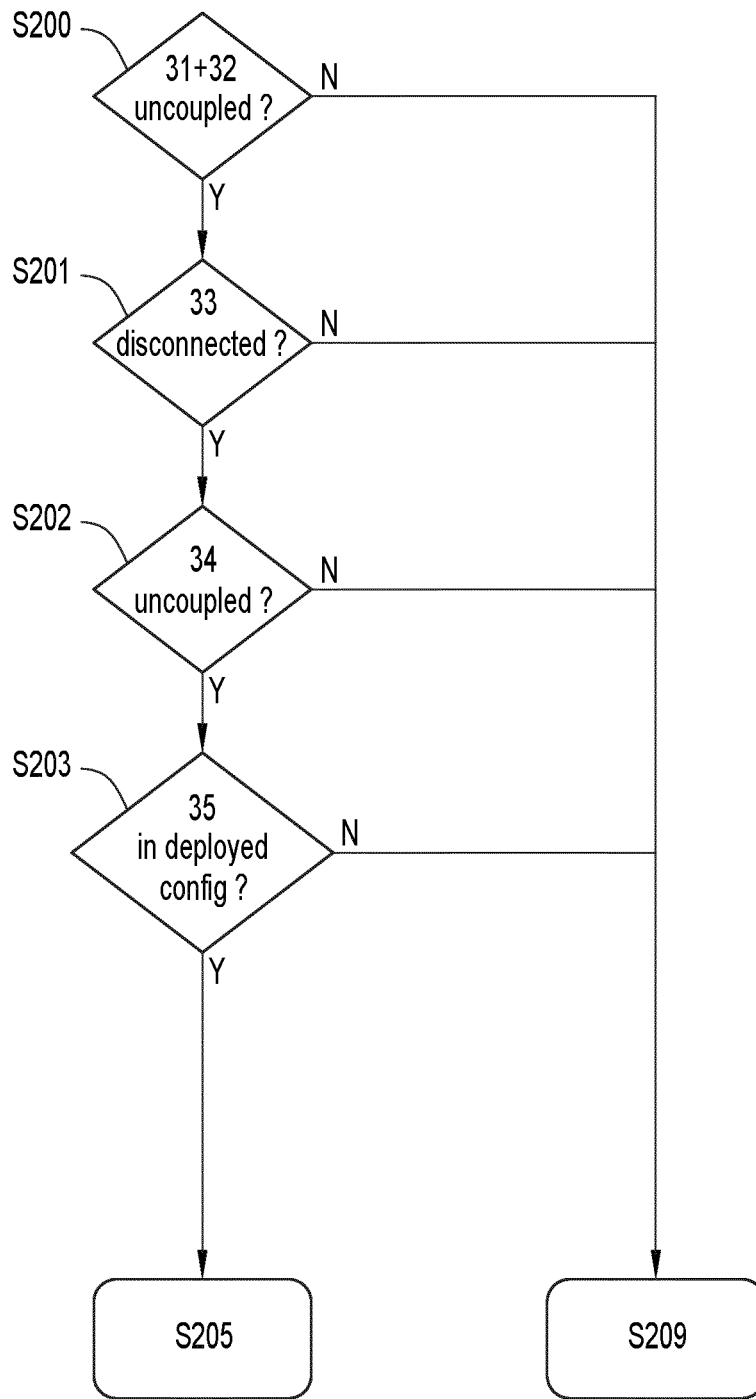 S200
31+32
uncoupled ?
N
Y
S201
33
disconnected ?
N
Y
S202
34
uncoupled ?
N
Y
S203
35
in deployed
config ?
N
Y
S205
S209